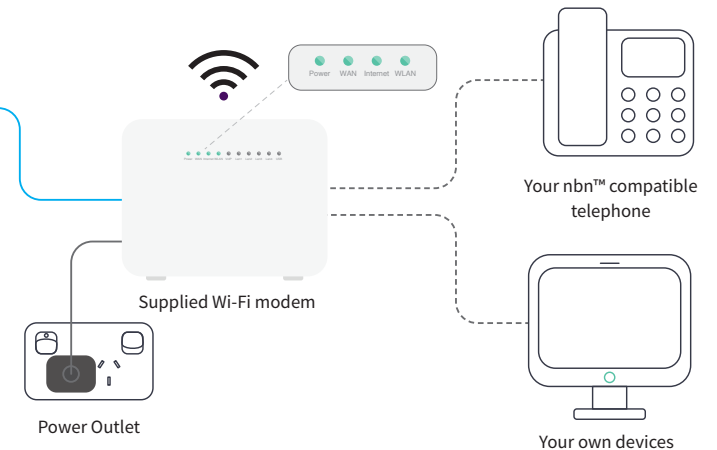 Power WAN Internet WLAN
Your nbn™ compatible
telephone
Supplied Wi-Fi modem
Power Outlet
Your own devices